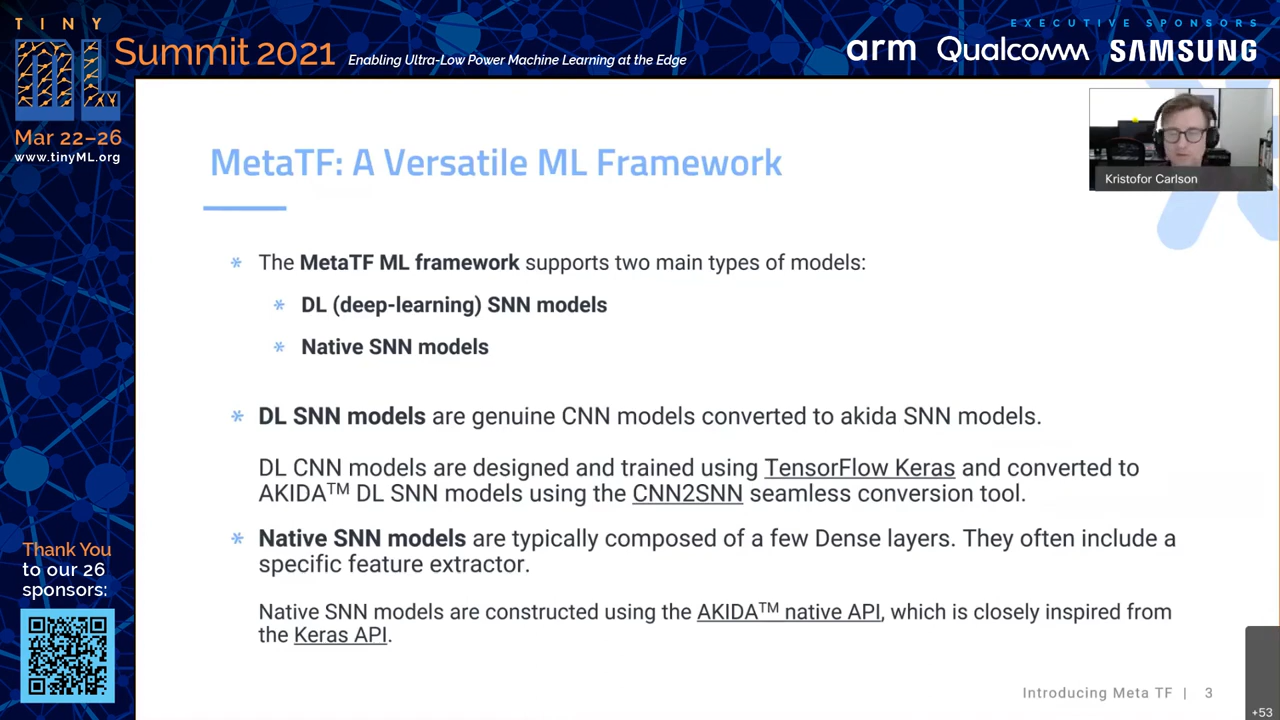 TINY
ML
Summit 2021
Enabling Ultra-Low Power Machine Learning at the Edge
EXECUTIVE SPONSORS
arm Qualcomm SAMSUNG
Mar 22–26
www.tinyML.org
Kristofor Carlson
MetaTF: A Versatile ML Framework
* The MetaTF ML framework supports two main types of models:
* DL (deep-learning) SNN models
* Native SNN models
* DL SNN models are genuine CNN models converted to akida SNN models.
DL CNN models are designed and trained using TensorFlow Keras and converted to
AKIDA™ DL SNN models using the CNN2SNN seamless conversion tool.
* Native SNN models are typically composed of a few Dense layers. They often include a
specific feature extractor.
Native SNN models are constructed using the AKIDA™ native API, which is closely inspired from
the Keras API.
Thank You
to our 26
sponsors:
Introducing Meta TF | 3
+53